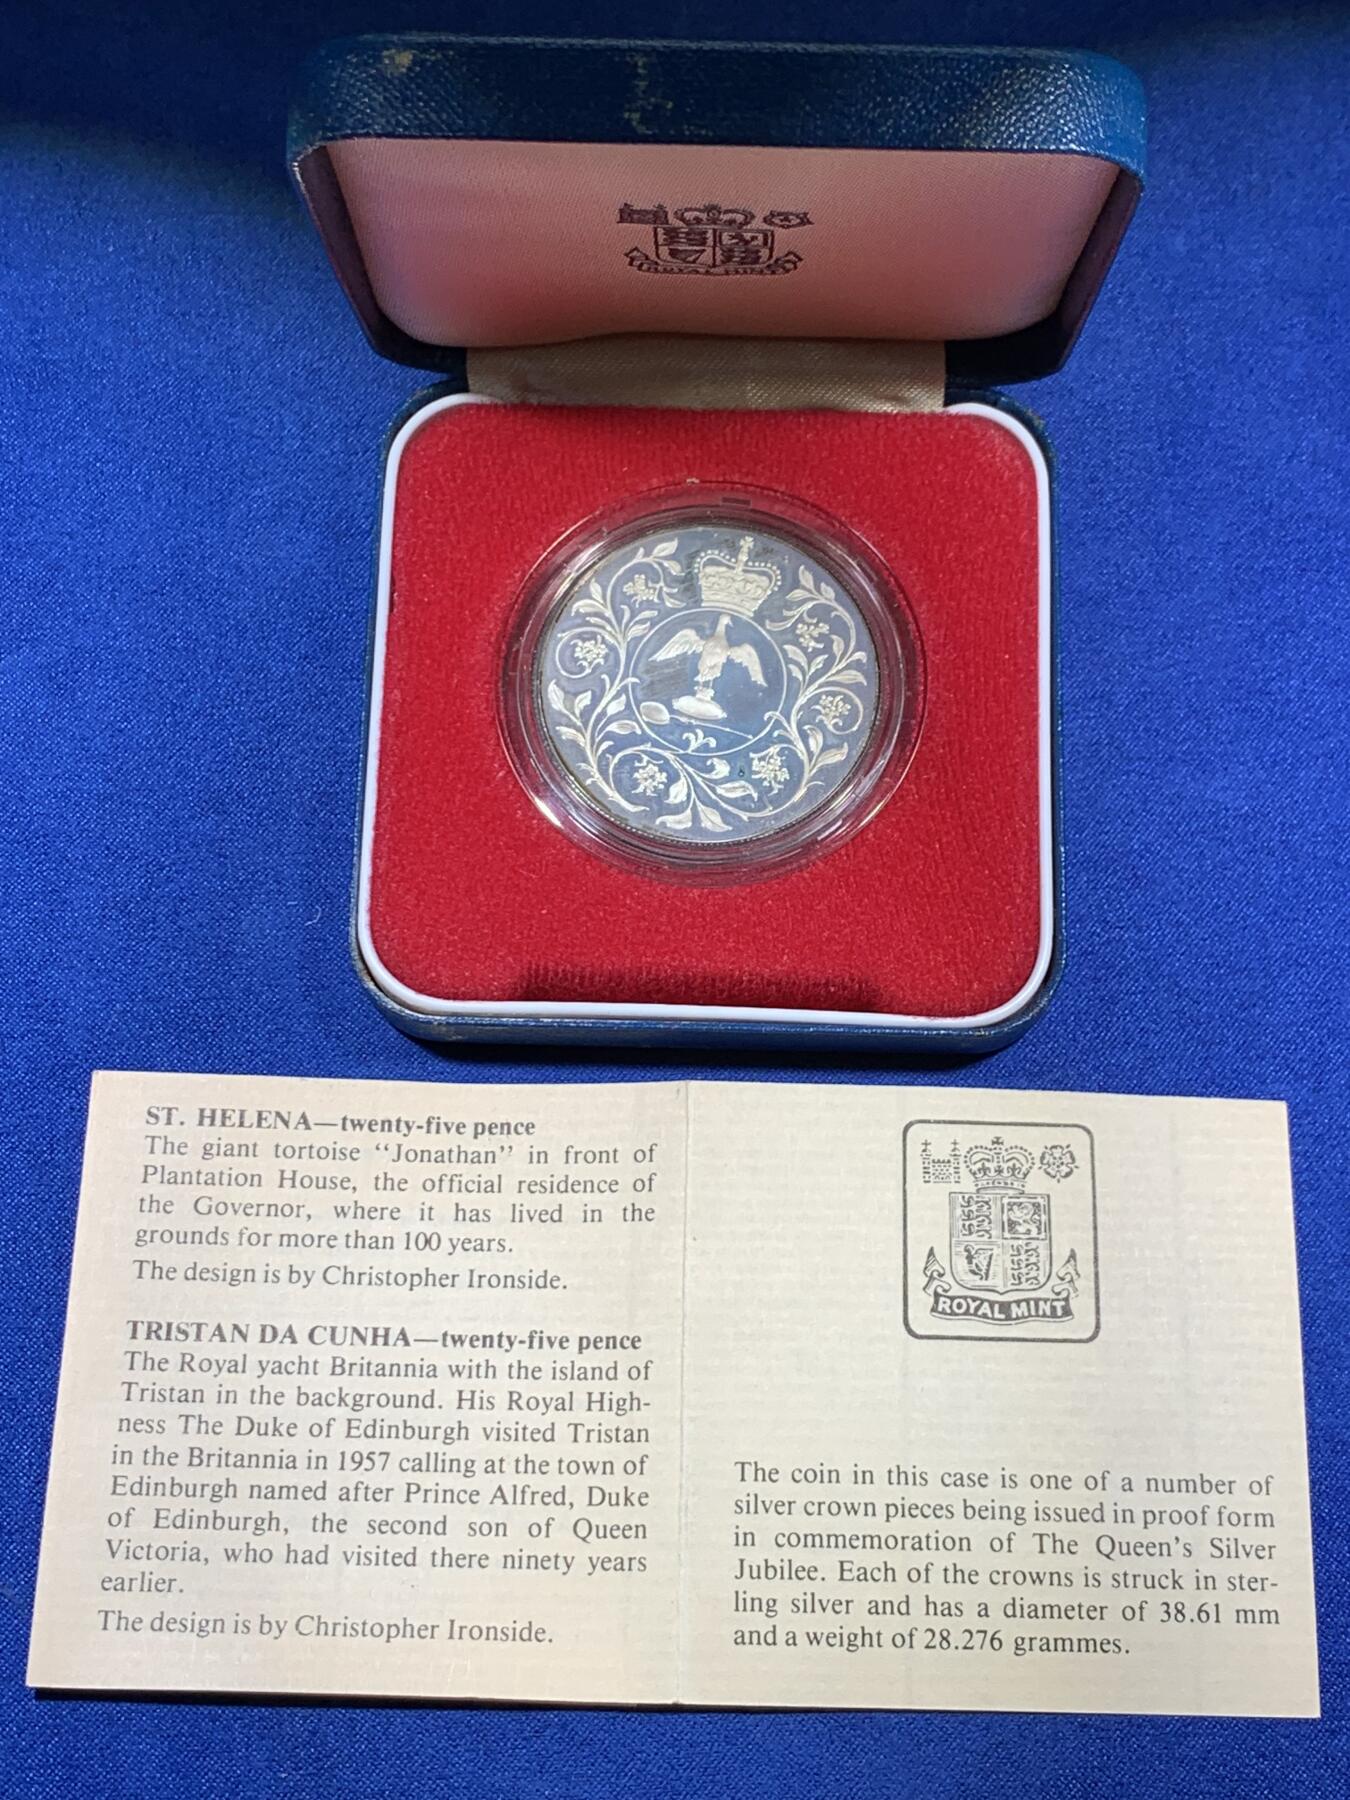 ROYAL MINT
ST. HELENA—twenty-five pence
The giant tortoise “Jonathan” in front of
Plantation House, the official residence of
the Governor, where it has lived in the
grounds for more than 100 years.
The design is by Christopher Ironside.
TRISTAN DA CUNHA—twenty-five pence
The Royal yacht Britannia with the island of
Tristan in the background. His Royal High-
ness The Duke of Edinburgh visited Tristan
in the Britannia in 1957 calling at the town of
Edinburgh named after Prince Alfred, Duke
of Edinburgh, the second son of Queen
Victoria, who had visited there ninety years
earlier.
The design is by Christopher Ironside.
ROYAL MINT
The coin in this case is one of a number of
silver crown pieces being issued in proof form
in commemoration of The Queen’s Silver
Jubilee. Each of the crowns is struck in ster-
ling silver and has a diameter of 38.61 mm
and a weight of 28.276 grammes.